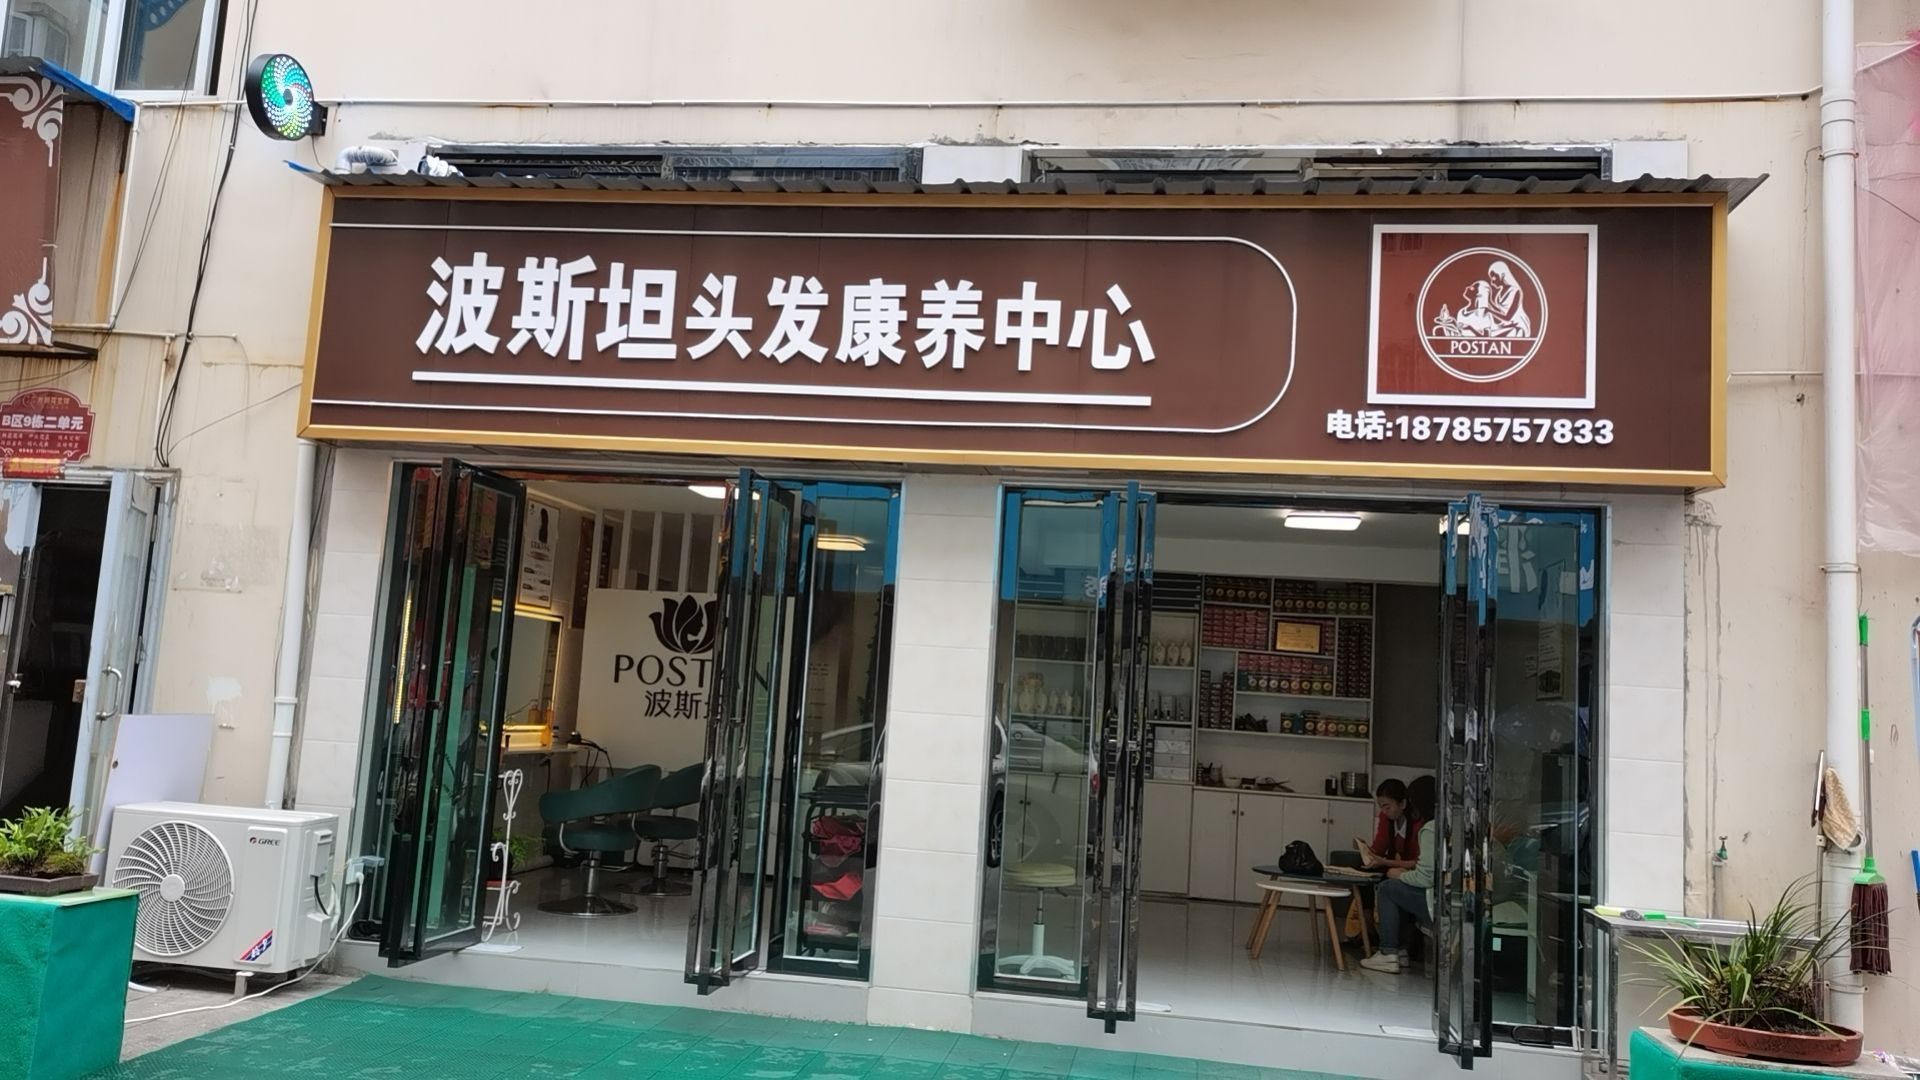 波斯坦头发康养中心
POSTAN
电话:18785757833
B区9栋二单元
POSTAN
波斯坦
GREE